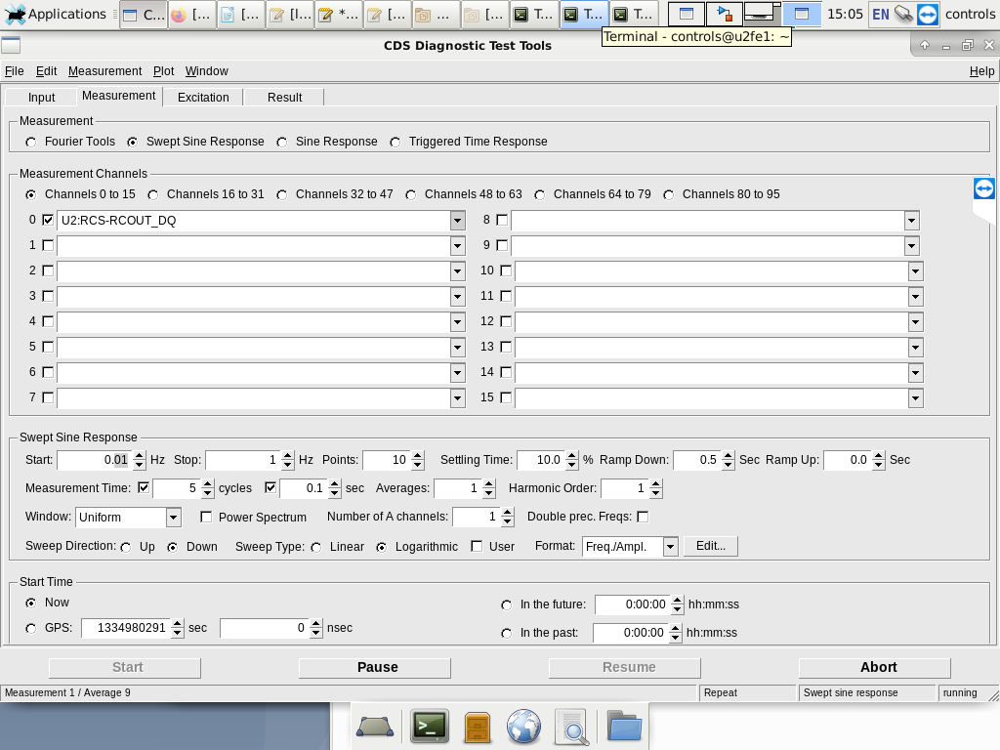 Applications C... [... [... [I... *... [... ... [... T... T... T... 15:05 EN controls
Terminal - controls@u2fe1: ~
CDS Diagnostic Test Tools
File Edit Measurement Plot Window Help
Input Measurement Excitation Result
Measurement
Fourier Tools Swept Sine Response Sine Response Triggered Time Response
Measurement Channels
Channels 0 to 15 Channels 16 to 31 Channels 32 to 47 Channels 48 to 63 Channels 64 to 79 Channels 80 to 95
0 U2:RCS-RCOUT_DQ 8
1 9
2 10
3 11
4 12
5 13
6 14
7 15
Swept Sine Response
Start: 0.01 Hz Stop: 1 Hz Points: 10 Settling Time: 10.0 % Ramp Down: 0.5 Sec Ramp Up: 0.0 Sec
Measurement Time: 5 cycles 0.1 sec Averages: 1 Harmonic Order: 1
Window: Uniform Power Spectrum Number of A channels: 1 Double prec. Freqs:
Sweep Direction: Up Down Sweep Type: Linear Logarithmic User Format: Freq./Ampl. Edit...
Start Time
Now In the future: 0:00:00 hh:mm:ss
GPS: 1334980291 sec 0 nsec In the past: 0:00:00 hh:mm:ss
Start Pause Resume Abort
Measurement 1 / Average 9 Repeat Swept sine response running